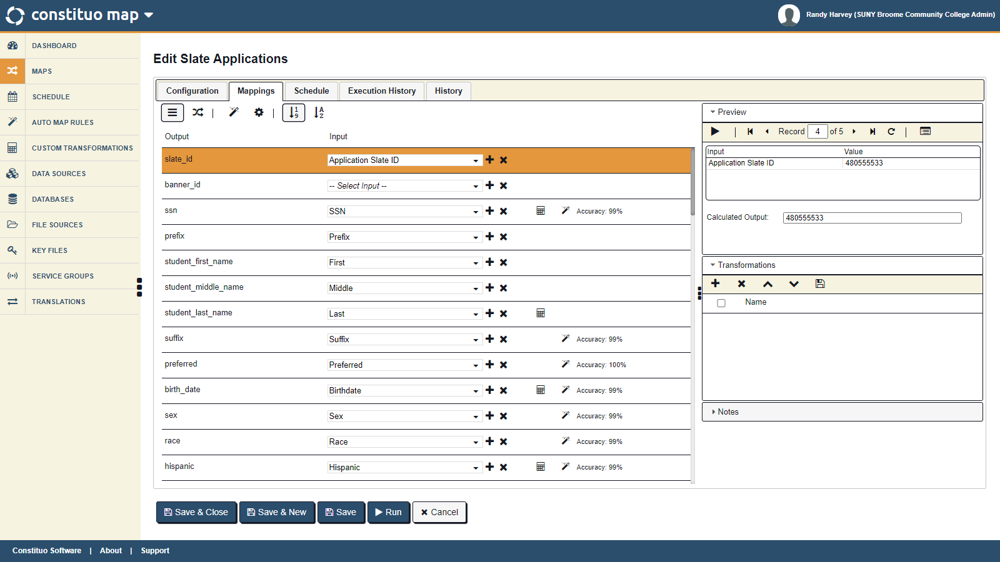 constituo map
Randy Harvey (SUNY Broome Community College Admin)
DASHBOARD
MAPS
SCHEDULE
AUTO MAP RULES
CUSTOM TRANSFORMATIONS
DATA SOURCES
DATABASES
FILE SOURCES
KEY FILES
SERVICE GROUPS
TRANSLATIONS
Edit Slate Applications
Configuration Mappings Schedule Execution History History
| | 1 9 A Z
Output Input
slate_id Application Slate ID
banner_id -- Select Input --
ssn SSN Accuracy: 99%
prefix Prefix
student_first_name First
student_middle_name Middle
student_last_name Last
suffix Suffix Accuracy: 99%
preferred Preferred Accuracy: 100%
birth_date Birthdate Accuracy: 99%
sex Sex Accuracy: 99%
race Race Accuracy: 99%
hispanic Hispanic Accuracy: 99%
Preview
| Record 4 of 5 |
Input Value
Application Slate ID 480555533
Calculated Output: 480555533
Transformations
Name
Notes
Save & Close Save & New Save Run Cancel
Constituo Software | About | Support